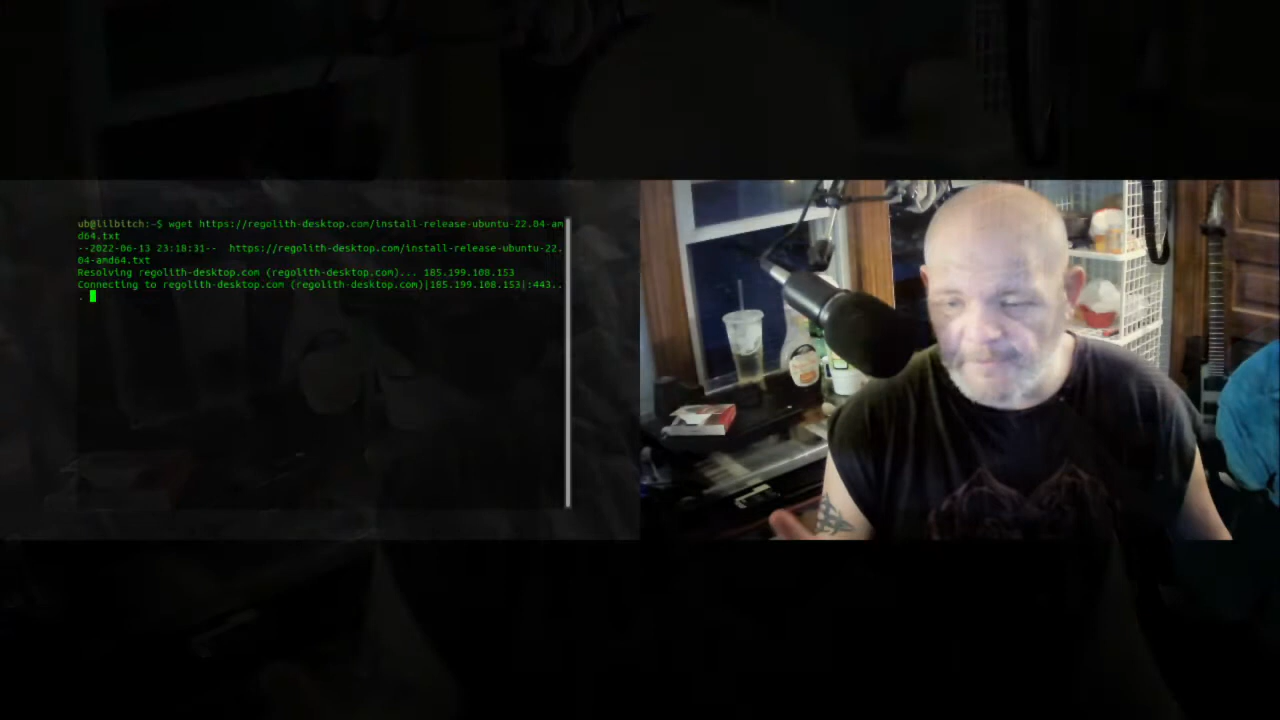 ub@lilbitch:~$ wget https://regolith-desktop.com/install-release-ubuntu-22.04-am
d64.txt
--2022-06-13 23:18:31--  https://regolith-desktop.com/install-release-ubuntu-22.
04-amd64.txt
Resolving regolith-desktop.com (regolith-desktop.com)... 185.199.108.153
Connecting to regolith-desktop.com (regolith-desktop.com)|185.199.108.153|:443..
.